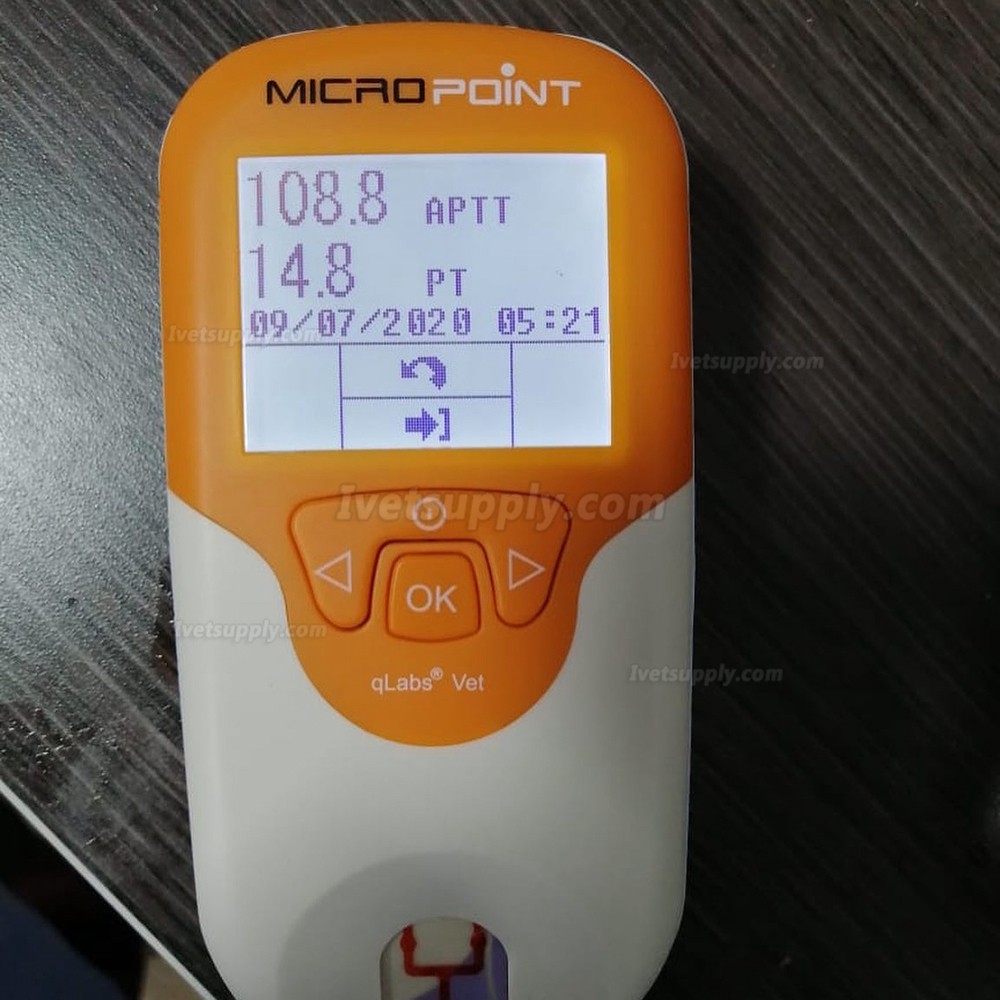 MICROPOINT
108.8 APTT
14.8 PT
09/07/2020 05:21
Ivetsupply.com
Ivetsupply.com
Ivetsupply.com
OK
Ivetsupply.com
Ivetsupply.com
qLabs® Vet